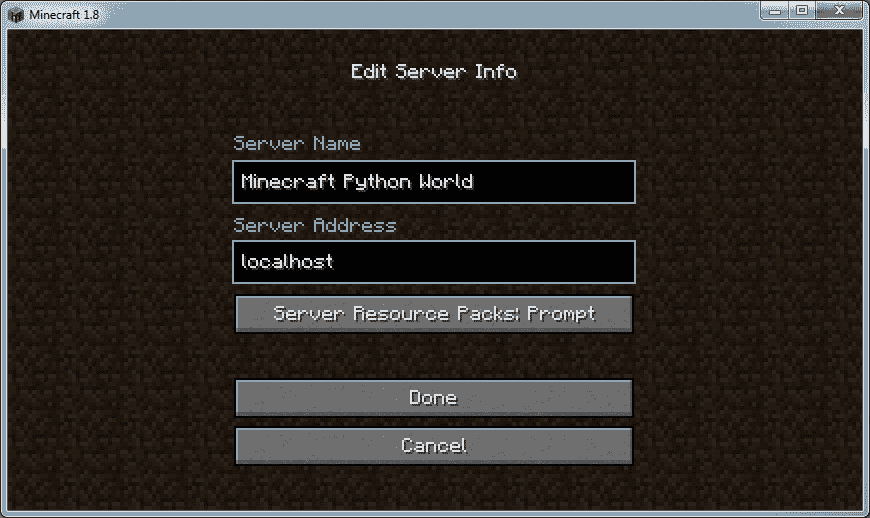 Minecraft 1.8
Edit Server Info
Server Name
Minecraft Python World
Server Address
localhost
Server Resource Packs: Prompt
Done
Cancel